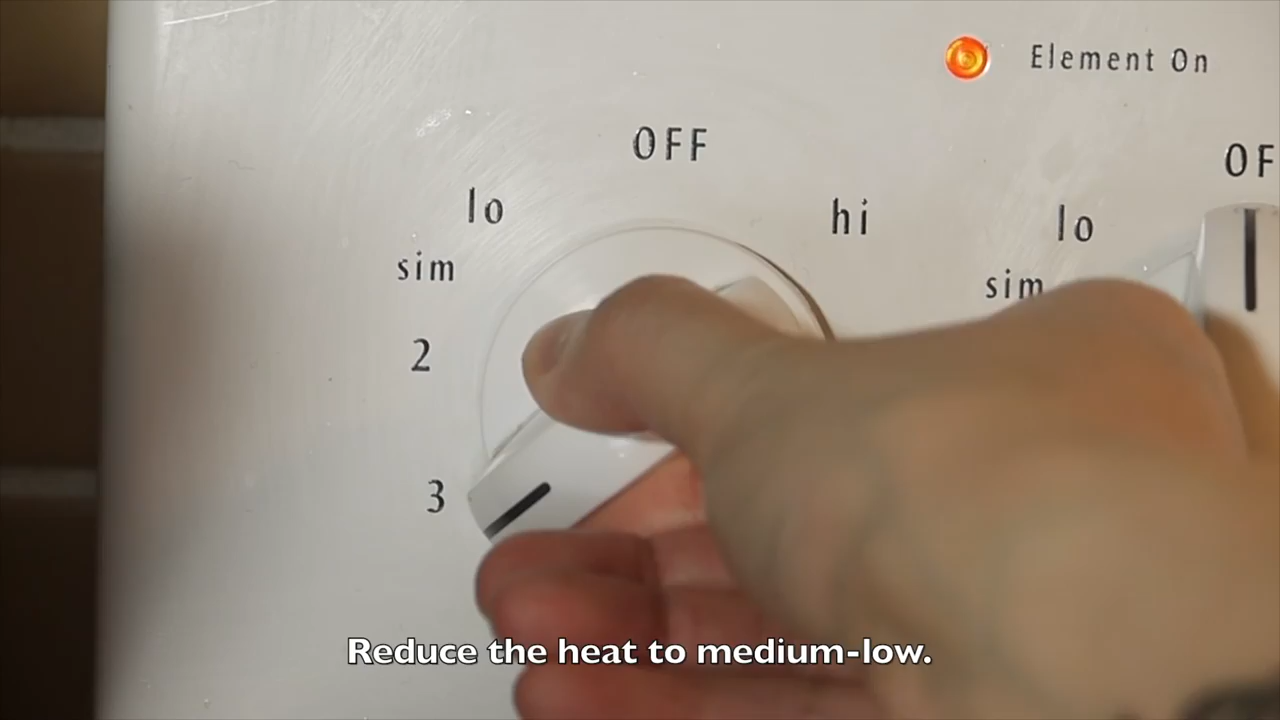 Element On
OFF
OF
lo
hi
lo
sim
sim
2
3
Reduce the heat to medium-low.